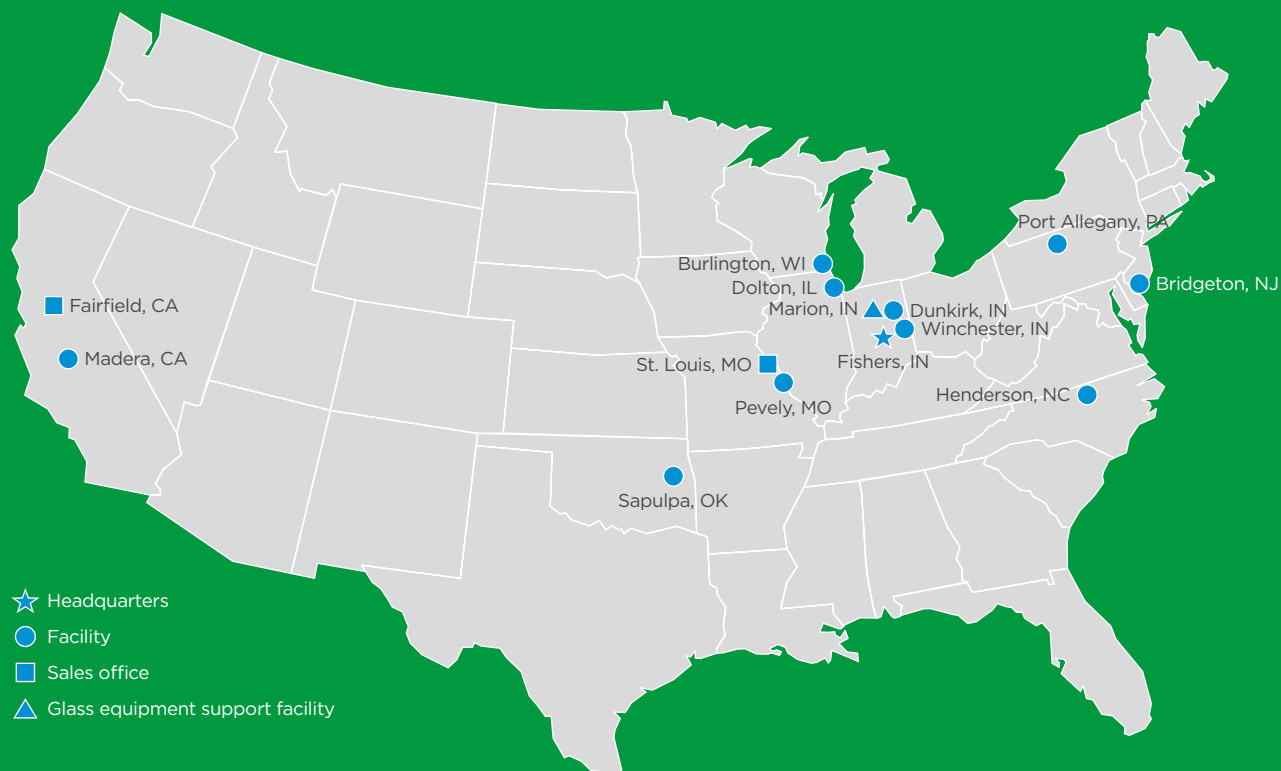 Port Allegany, PA
Burlington, WI
Bridgeton, NJ
Dolton, IL
Fairfield, CA
Marion, IN
Dunkirk, IN
Winchester, IN
Madera, CA
St. Louis, MO
Fishers, IN
Henderson, NC
Pevely, MO
Sapulpa, OK
Headquarters
Facility
Sales office
Glass equipment support facility